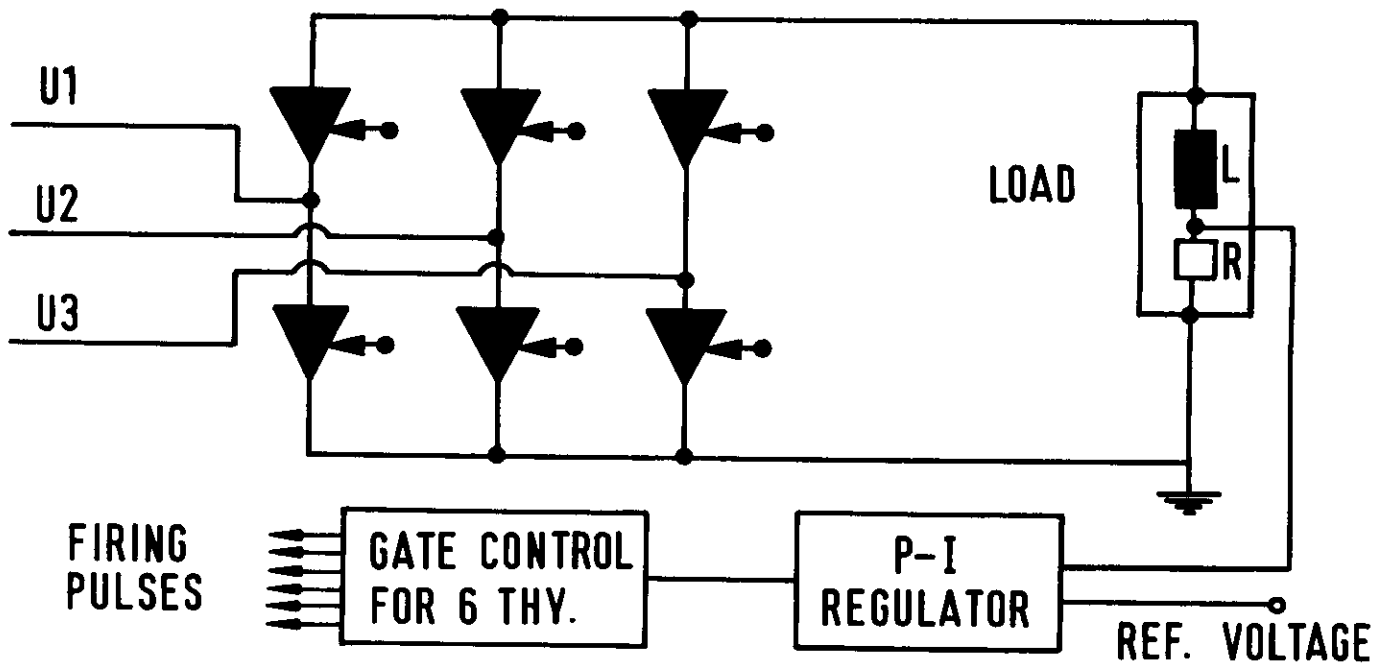 U1
U2
U3
LOAD
L
R
FIRING
PULSES
GATE CONTROL
FOR 6 THY.
P-I
REGULATOR
REF. VOLTAGE